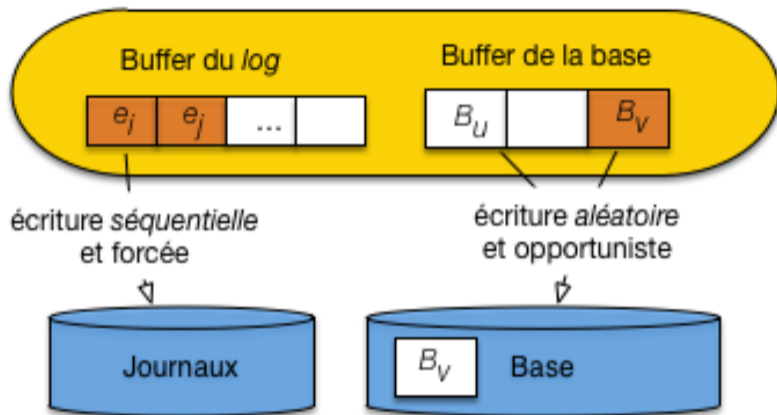 Buffer du log
Buffer de la base
ei ej ...
Bu Bv
écriture séquentielle
et forcée
écriture aléatoire
et opportuniste
Journaux
Bv Base